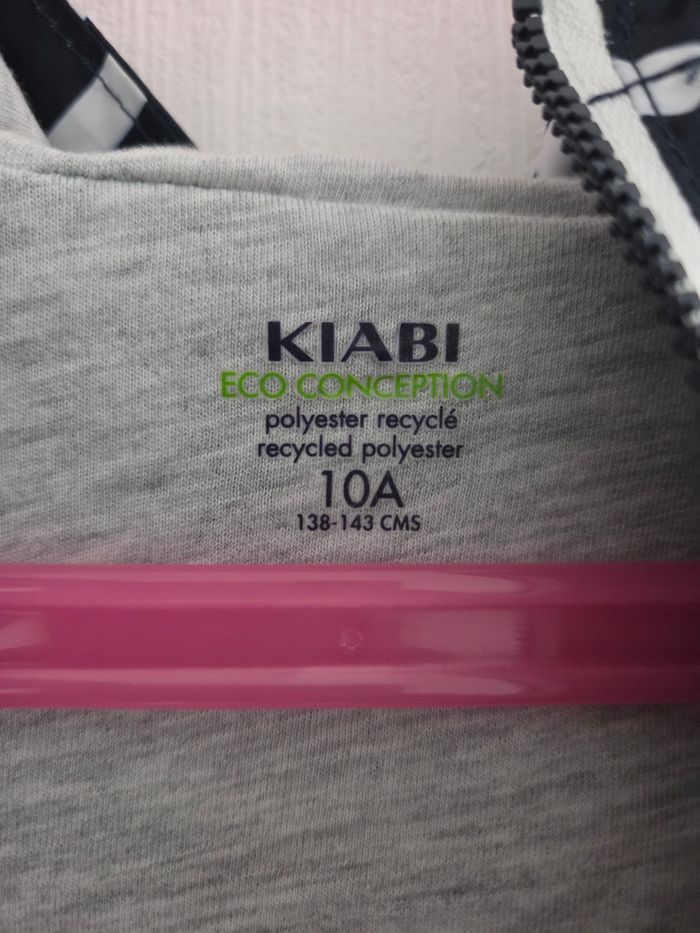 KIABI
ECO CONCEPTION
polyester recyclé
recycled polyester
10A
138-143 CMS